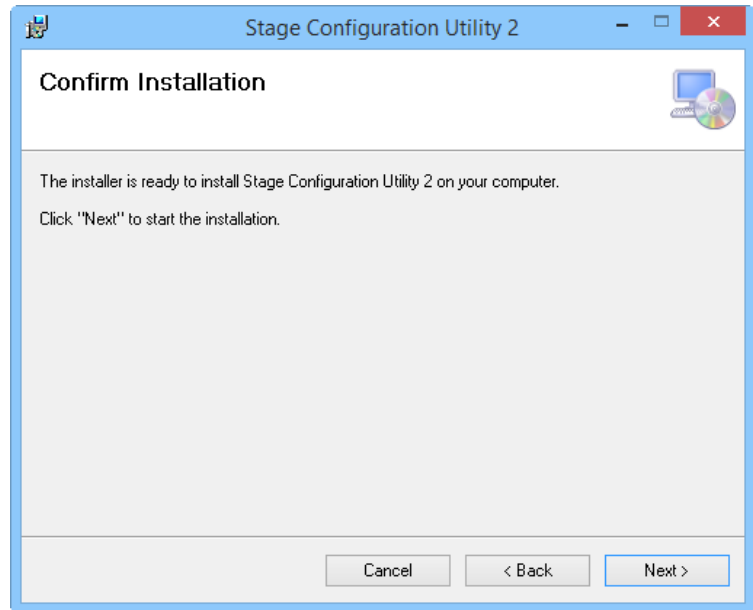 Stage Configuration Utility 2
Confirm Installation
The installer is ready to install Stage Configuration Utility 2 on your computer.
Click "Next" to start the installation.
Cancel
< Back
Next >